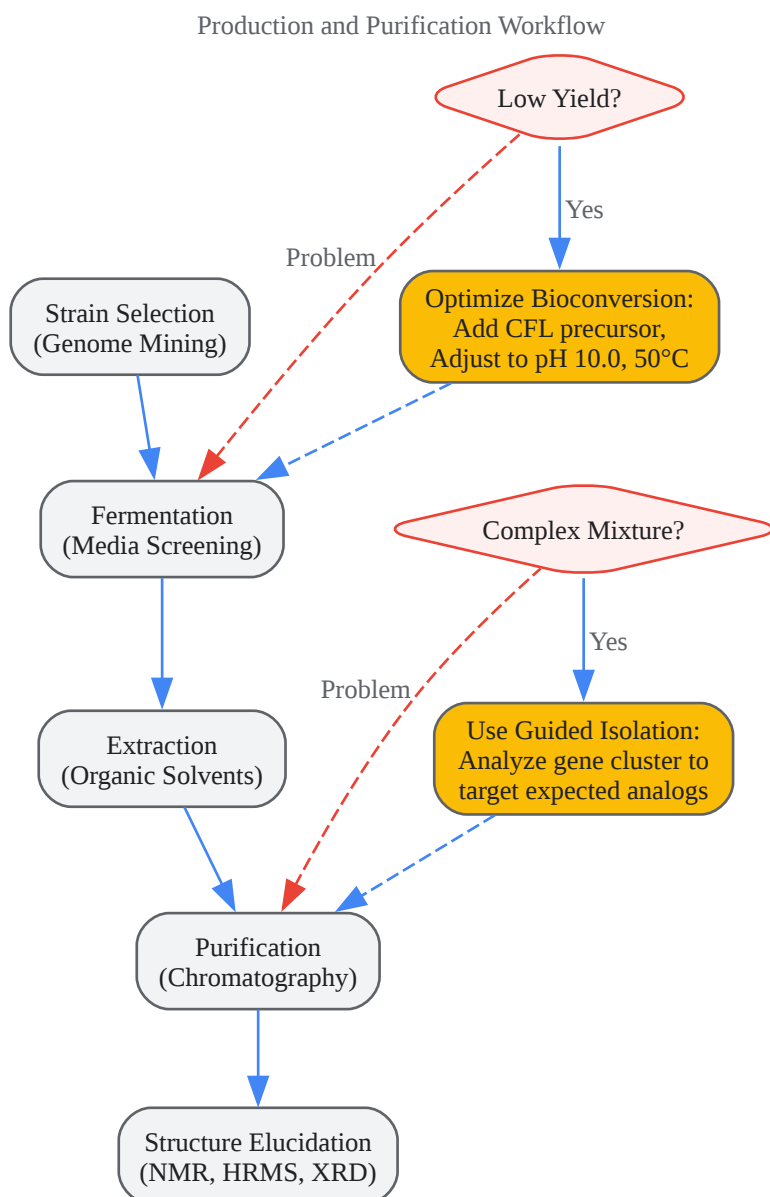 Production and Purification Workflow
Low Yield?
Yes
Problem
Strain Selection
(Genome Mining)
Optimize Bioconversion:
Add CFL precursor,
Adjust to pH 10.0, 50°C
Fermentation
(Media Screening)
Complex Mixture?
Yes
Problem
Extraction
(Organic Solvents)
Use Guided Isolation:
Analyze gene cluster to
target expected analogs
Purification
(Chromatography)
Structure Elucidation
(NMR, HRMS, XRD)